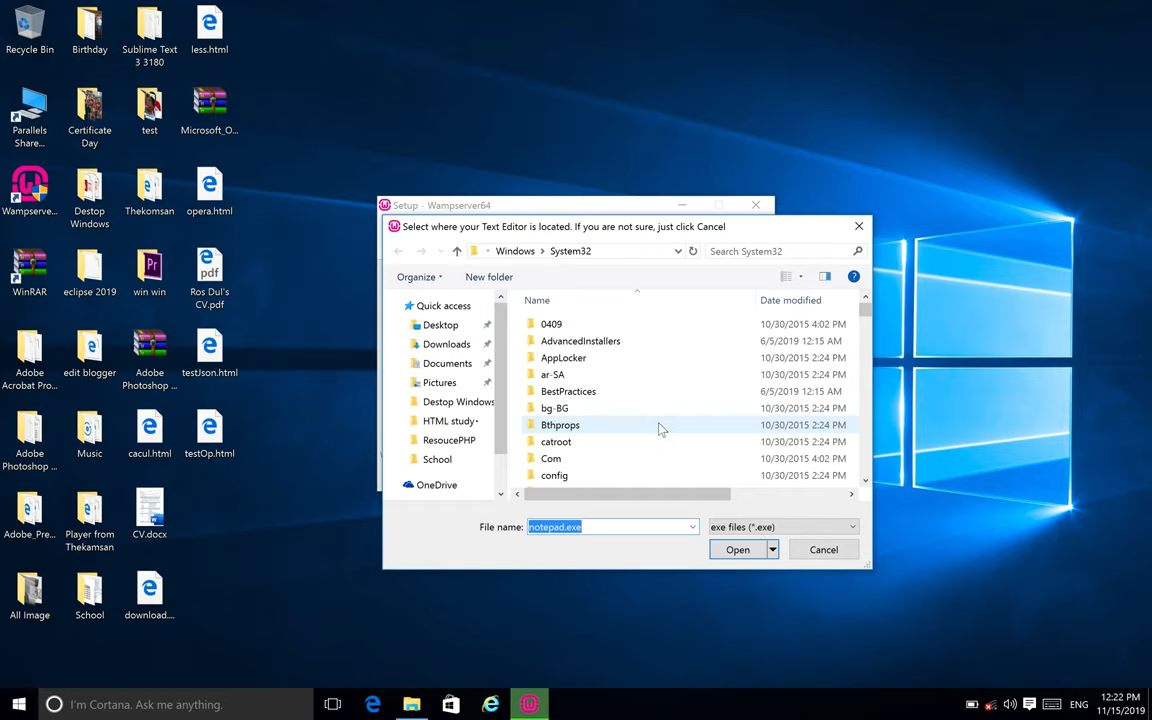 Recycle Bin
Birthday
Sublime Text
3 3180
less.html
Parallels
Share...
Certificate
Day
test
Microsoft_O...
Wampserve...
Destop
Windows
Thekomsan
opera.html
WinRAR
eclipse 2019
win win
Ros Dul's
CV.pdf
Adobe
Acrobat Pro...
edit blogger
Adobe
Photoshop ...
testJson.html
Adobe
Photoshop ...
Music
cacul.html
testOp.html
Adobe_Pre...
Player from
Thekamsan
CV.docx
All Image
School
download....
Setup - Wampserver64
Select where your Text Editor is located. If you are not sure, just click Cancel
Windows
System32
Search System32
Organize
New folder
Quick access
Desktop
Downloads
Documents
Pictures
Destop Windows
HTML study
ResoucePHP
School
OneDrive
Name
Date modified
0409
10/30/2015 4:02 PM
AdvancedInstallers
6/5/2019 12:15 AM
AppLocker
10/30/2015 2:24 PM
ar-SA
10/30/2015 2:24 PM
BestPractices
6/5/2019 12:15 AM
bg-BG
10/30/2015 2:24 PM
Bthprops
10/30/2015 2:24 PM
catroot
10/30/2015 2:24 PM
Com
10/30/2015 4:02 PM
config
10/30/2015 2:24 PM
File name:
notepad.exe
exe files (*.exe)
Open
Cancel
I'm Cortana. Ask me anything.
ENG
12:22 PM
11/15/2019